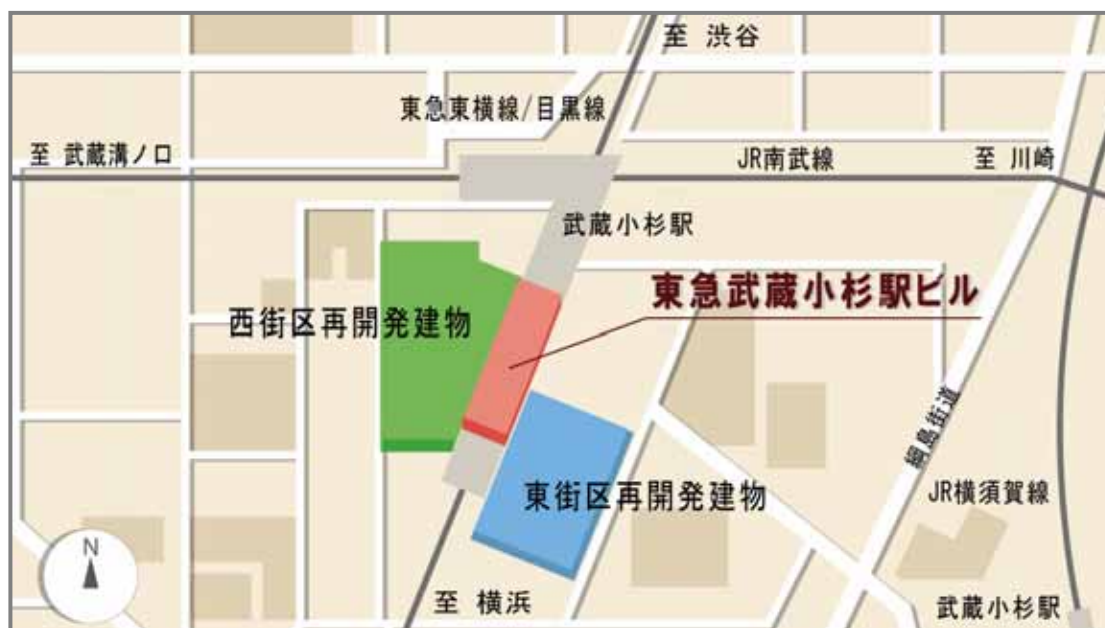 至 渋谷
東急東横線/目黒線
至 武蔵溝ノ口
JR南武線
至 川崎
武蔵小杉駅
東急武蔵小杉駅ビル
西街区再開発建物
綱島街道
東街区再開発建物
JR横須賀線
N
至 横浜
武蔵小杉駅